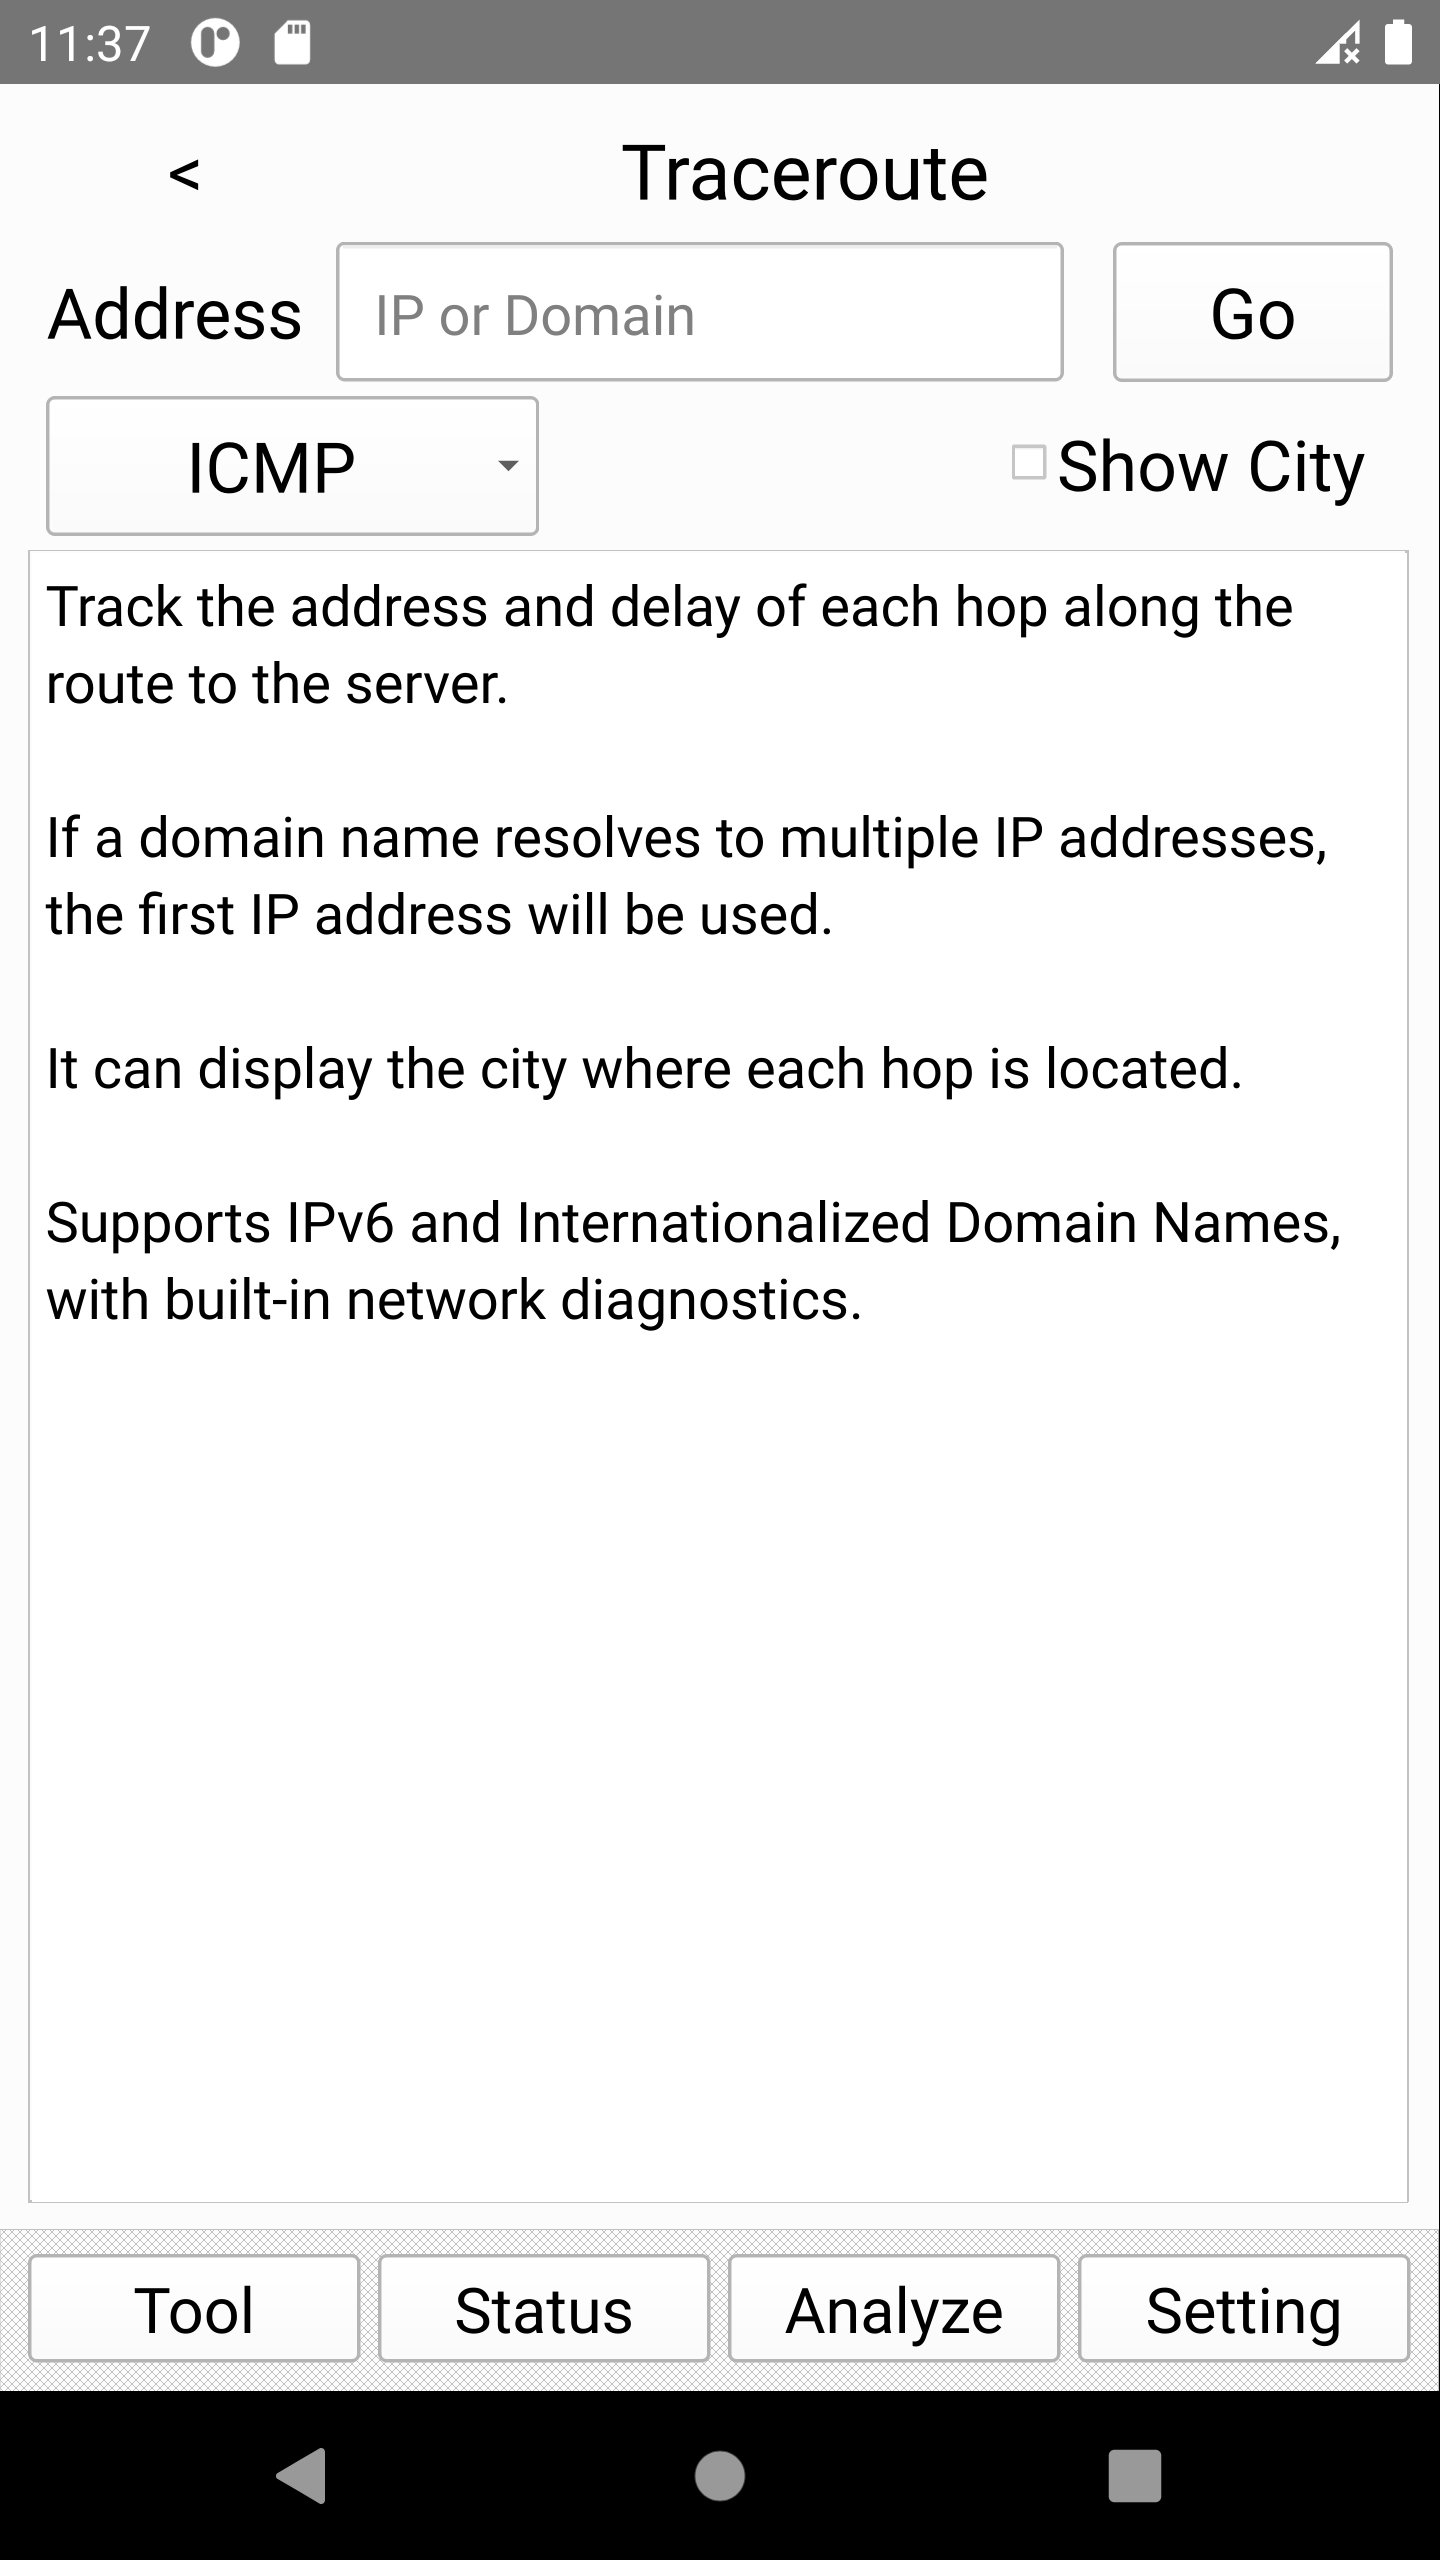 11:37
<
Traceroute
Address
IP or Domain
Go
ICMP
Show City
Track the address and delay of each hop along the
route to the server.
If a domain name resolves to multiple IP addresses,
the first IP address will be used.
It can display the city where each hop is located.
Supports IPv6 and Internationalized Domain Names,
with built-in network diagnostics.
Tool
Status
Analyze
Setting